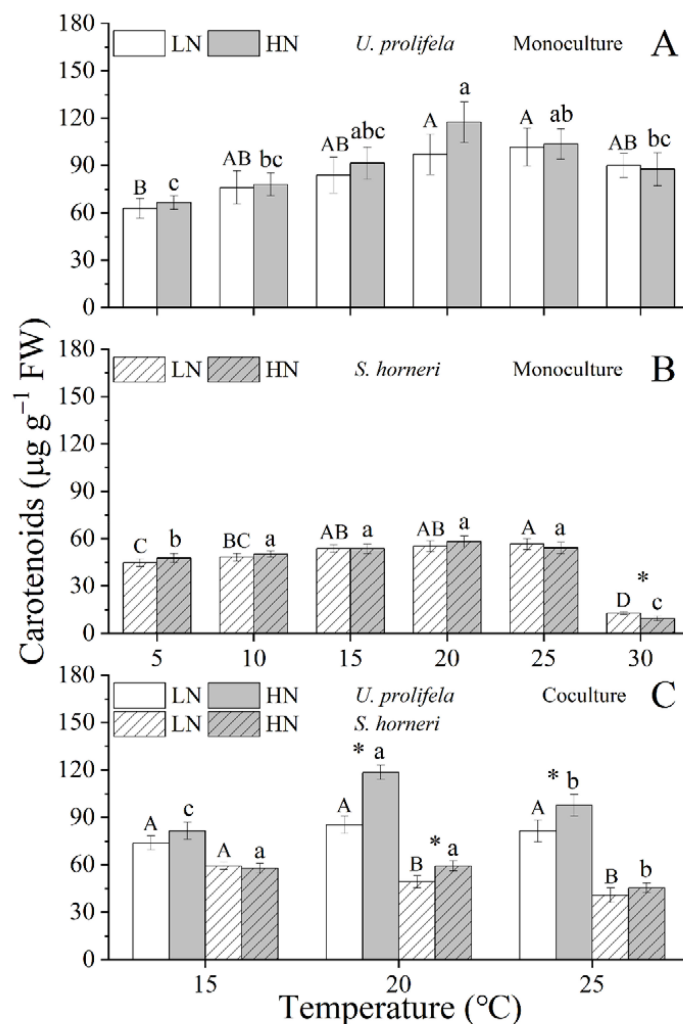 Carotenoids (µg g⁻¹ FW)
180
150
120
90
60
30
0
LN HN U. prolifela Monoculture A
B c AB bc AB abc A a A ab AB bc
180
150
120
90
60
30
0
LN HN S. horneri Monoculture B
C b BC a AB a AB a A a D * c
5 10 15 20 25 30
180
150
120
90
60
30
0
LN HN U. prolifela Coculture C
LN HN S. horneri
A c A a A * a B * a A * b B b
15 20 25
Temperature (°C)